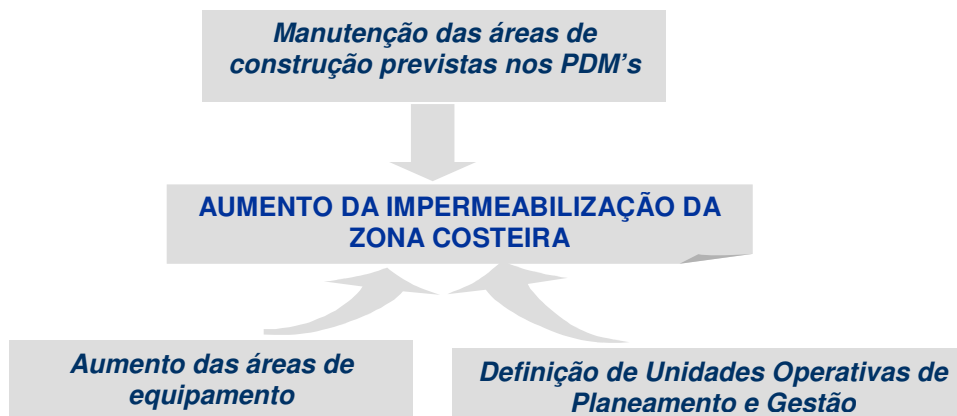 Manutenção das áreas de
construção previstas nos PDM's
AUMENTO DA IMPERMEABILIZAÇÃO DA
ZONA COSTEIRA
Aumento das áreas de
equipamento
Definição de Unidades Operativas de
Planeamento e Gestão